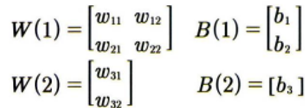 W(1) = [w₁₁ w₁₂; w₂₁ w₂₂] B(1) = [b₁; b₂]
W(2) = [w₃₁; w₃₂] B(2) = [b₃]